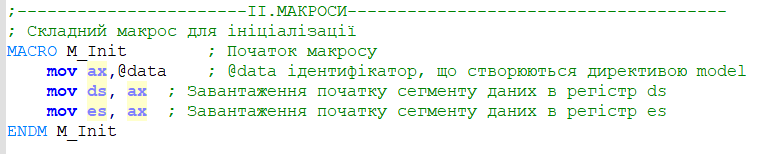 ;-----------------------II.МАКРОСИ--------------------------------------
; Складний макрос для ініціалізації
MACRO M_Init        ; Початок макросу
    mov ax,@data    ; @data ідентифікатор, що створюються директивою model
    mov ds, ax  ; Завантаження початку сегменту даних в регістр ds
    mov es, ax  ; Завантаження початку сегменту даних в регістр es
ENDM M_Init